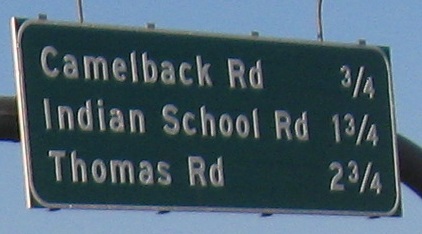 Camelback Rd 3/4
Indian School Rd 1 3/4
Thomas Rd 2 3/4